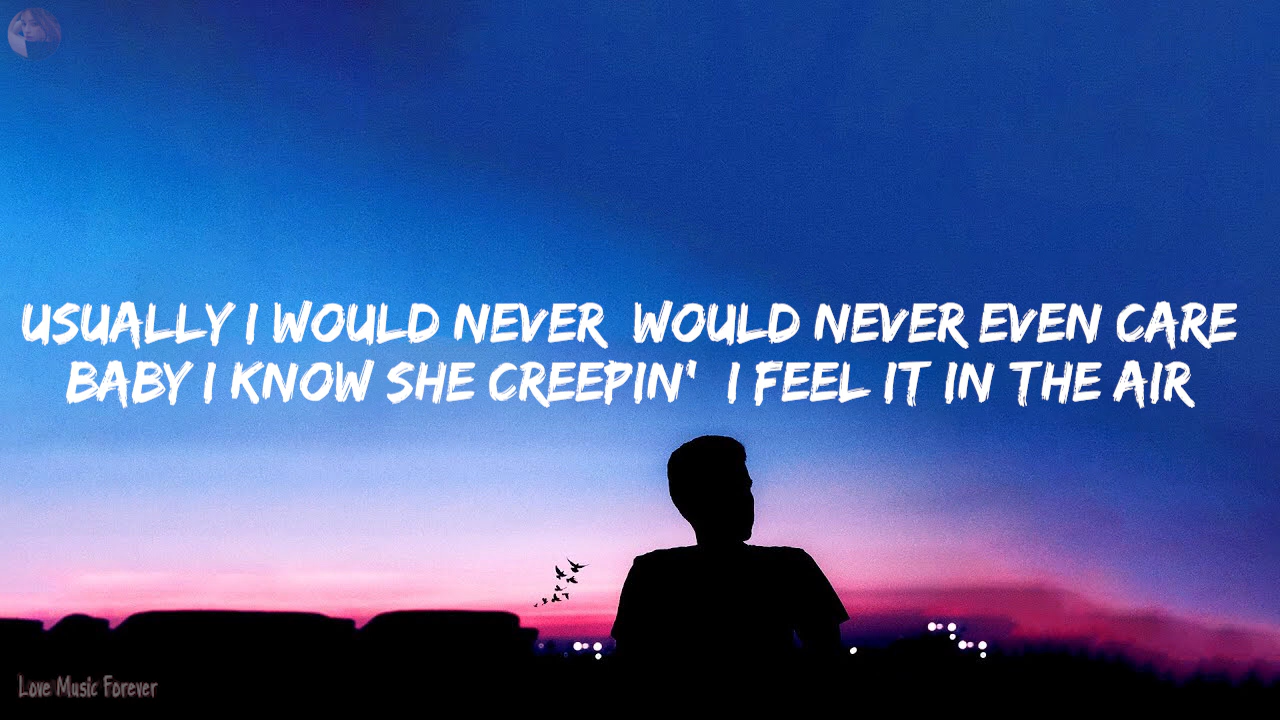 USUALLY I WOULD NEVER  WOULD NEVER EVEN CARE
BABY I KNOW SHE CREEPIN'  I FEEL IT IN THE AIR
Love Music Forever